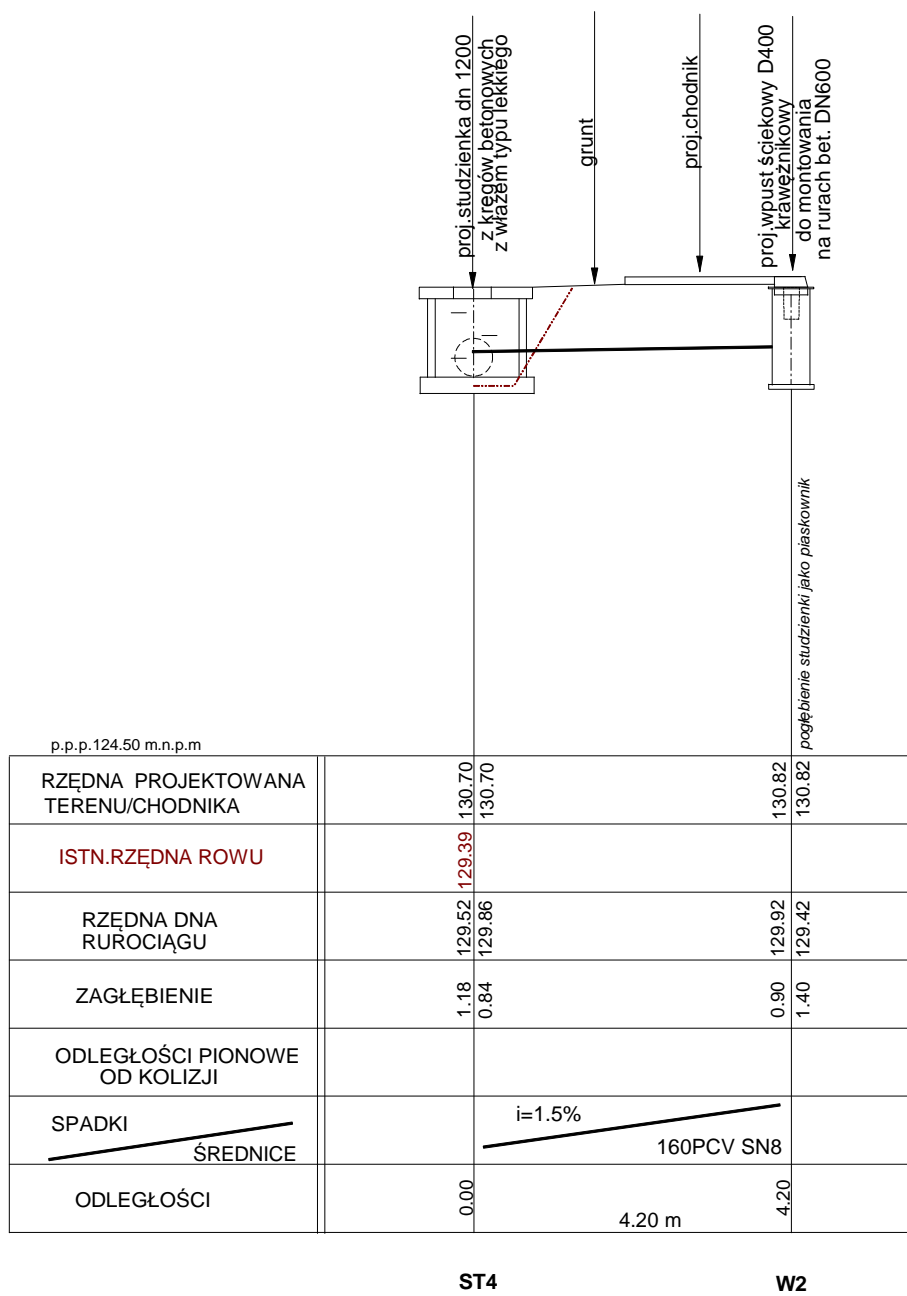 proj.studzienka dn 1200
z kręgów betonowych
z włazem typu lekkiego
grunt
proj.chodnik
proj.wpust ściekowy D400
krawężnikowy
do montowania
na rurach bet. DN600
pogłębienie studzienki jako piaskownik
p.p.p.124.50 m.n.p.m
RZĘDNA PROJEKTOWANA
TERENU/CHODNIKA
130.70
130.70
130.82
130.82
ISTN.RZĘDNA ROWU
129.39
RZĘDNA DNA
RUROCIĄGU
129.52
129.86
129.92
129.42
ZAGŁĘBIENIE
1.18
0.84
0.90
1.40
ODLEGŁOŚCI PIONOWE
OD KOLIZJI
SPADKI
ŚREDNICE
i=1.5%
160PCV SN8
ODLEGŁOŚCI
0.00
4.20 m
4.20
ST4
W2